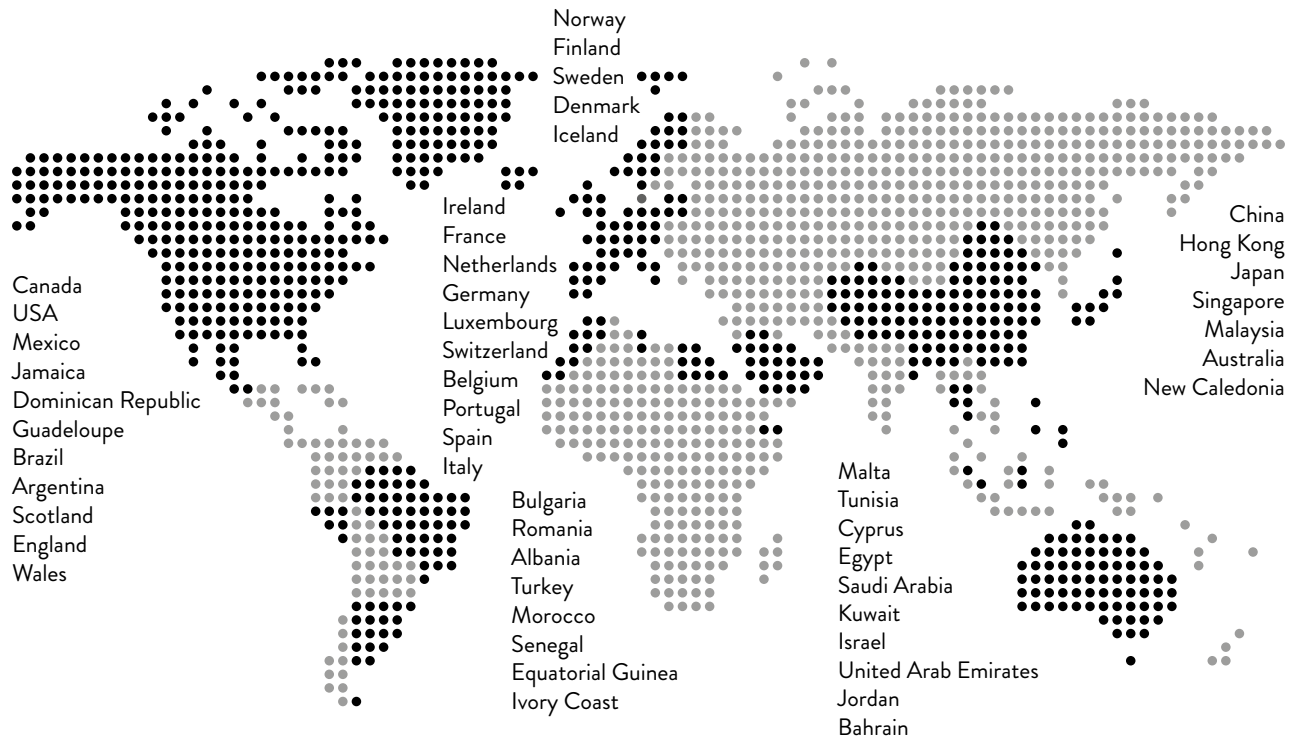 Norway
Finland
Sweden
Denmark
Iceland
Ireland
France
Netherlands
Germany
Luxembourg
Switzerland
Belgium
Portugal
Spain
Italy
China
Hong Kong
Japan
Singapore
Malaysia
Australia
New Caledonia
Canada
USA
Mexico
Jamaica
Dominican Republic
Guadeloupe
Brazil
Argentina
Scotland
England
Wales
Bulgaria
Romania
Albania
Turkey
Morocco
Senegal
Equatorial Guinea
Ivory Coast
Malta
Tunisia
Cyprus
Egypt
Saudi Arabia
Kuwait
Israel
United Arab Emirates
Jordan
Bahrain